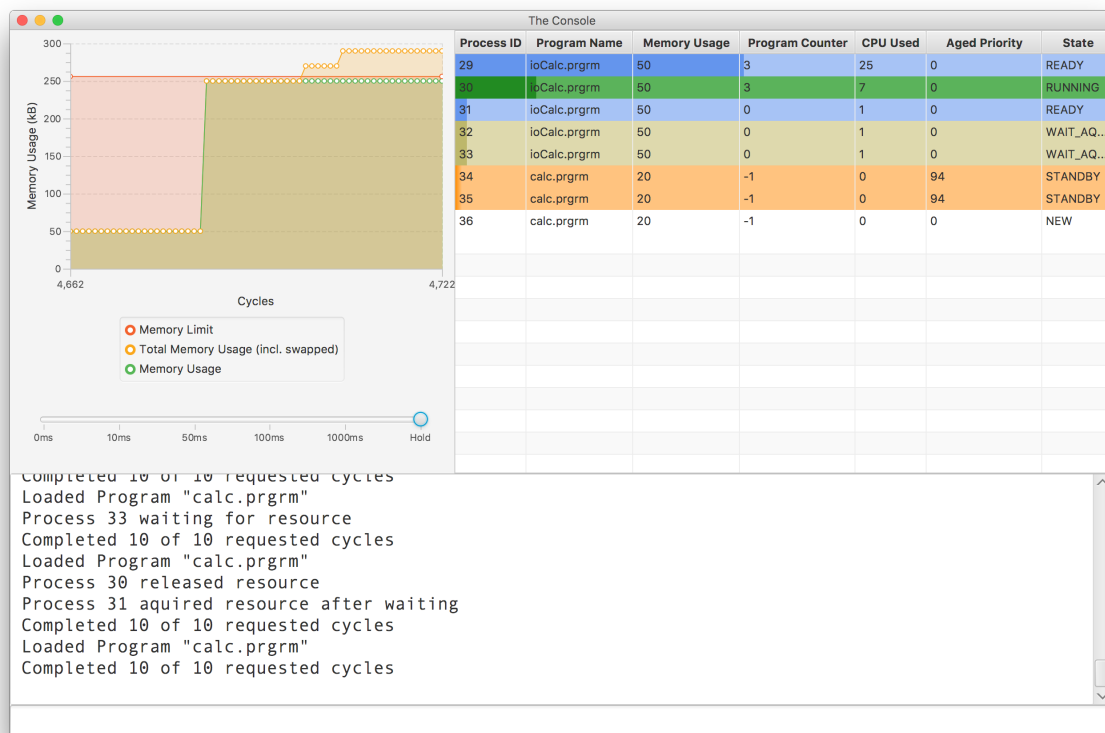 The Console
300
250
200
150
100
50
0
Memory Usage (kB)
4,662
4,722
Cycles
Memory Limit
Total Memory Usage (incl. swapped)
Memory Usage
0ms 10ms 50ms 100ms 1000ms Hold
Process ID Program Name Memory Usage Program Counter CPU Used Aged Priority State
29 ioCalc.prgrm 50 3 25 0 READY
30 ioCalc.prgrm 50 3 7 0 RUNNING
31 ioCalc.prgrm 50 0 1 0 READY
32 ioCalc.prgrm 50 0 1 0 WAIT_AQ...
33 ioCalc.prgrm 50 0 1 0 WAIT_AQ...
34 calc.prgrm 20 -1 0 94 STANDBY
35 calc.prgrm 20 -1 0 94 STANDBY
36 calc.prgrm 20 -1 0 0 NEW
Completed 10 of 10 requested cycles
Loaded Program "calc.prgrm"
Process 33 waiting for resource
Completed 10 of 10 requested cycles
Loaded Program "calc.prgrm"
Process 30 released resource
Process 31 aquired resource after waiting
Completed 10 of 10 requested cycles
Loaded Program "calc.prgrm"
Completed 10 of 10 requested cycles